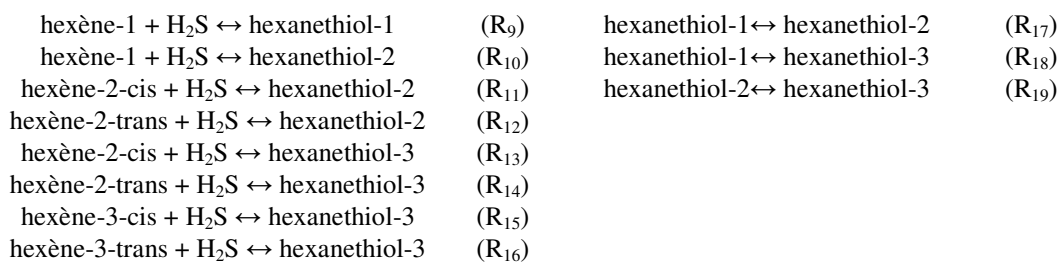 hexène-1 + H₂S ↔ hexanethiol-1 (R₉)
hexène-1 + H₂S ↔ hexanethiol-2 (R₁₀)
hexène-2-cis + H₂S ↔ hexanethiol-2 (R₁₁)
hexène-2-trans + H₂S ↔ hexanethiol-2 (R₁₂)
hexène-2-cis + H₂S ↔ hexanethiol-3 (R₁₃)
hexène-2-trans + H₂S ↔ hexanethiol-3 (R₁₄)
hexène-3-cis + H₂S ↔ hexanethiol-3 (R₁₅)
hexène-3-trans + H₂S ↔ hexanethiol-3 (R₁₆)
hexanethiol-1↔ hexanethiol-2 (R₁₇)
hexanethiol-1↔ hexanethiol-3 (R₁₈)
hexanethiol-2↔ hexanethiol-3 (R₁₉)